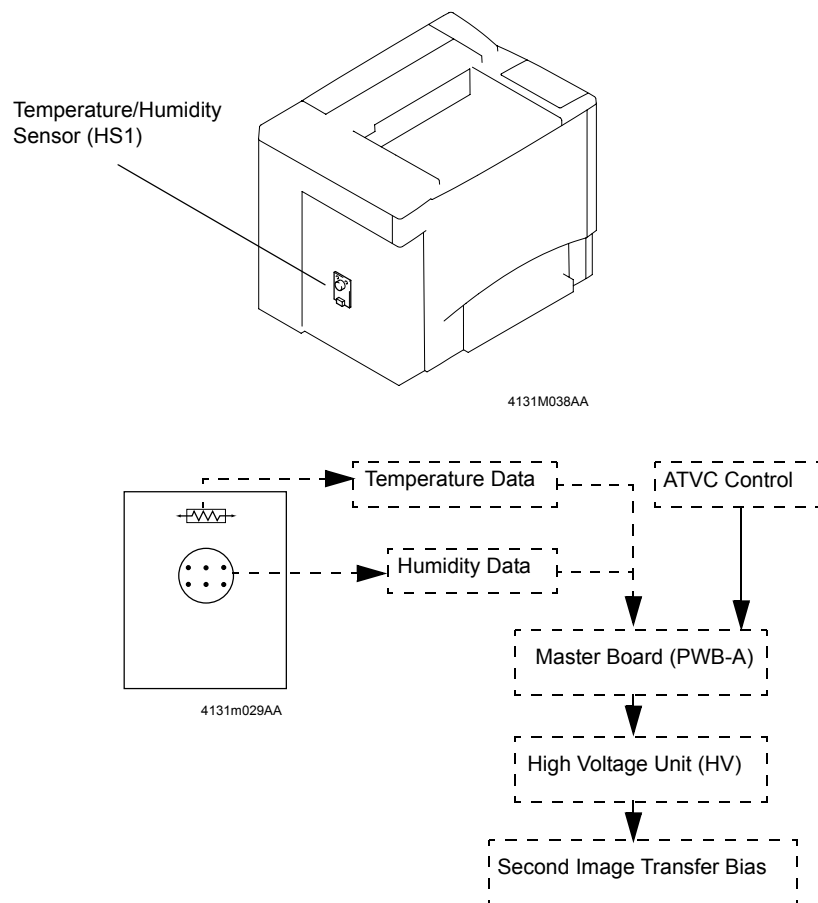 Temperature/Humidity
Sensor (HS1)
4131M038AA
Temperature Data
ATVC Control
Humidity Data
Master Board (PWB-A)
4131m029AA
High Voltage Unit (HV)
Second Image Transfer Bias